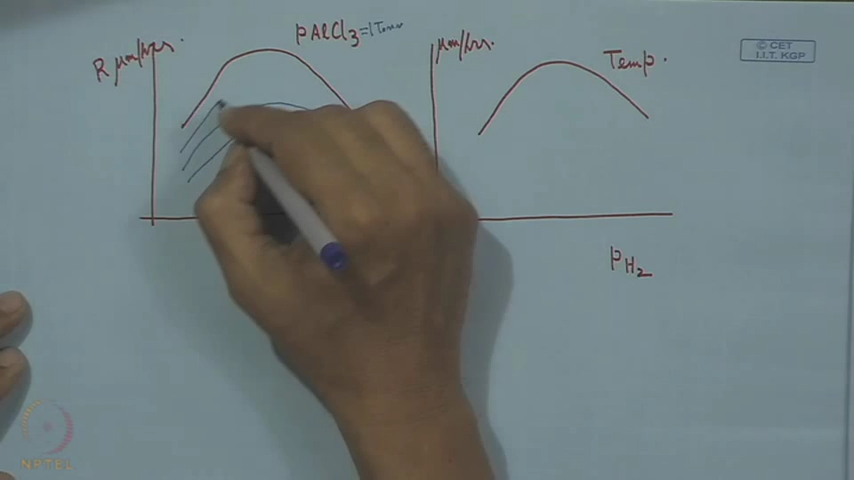 R μm/hrs.
pAlCl3 = 1 Torr
μm/hrs.
Temp.
pH2
© CET
I.I.T. KGP
NPTEL